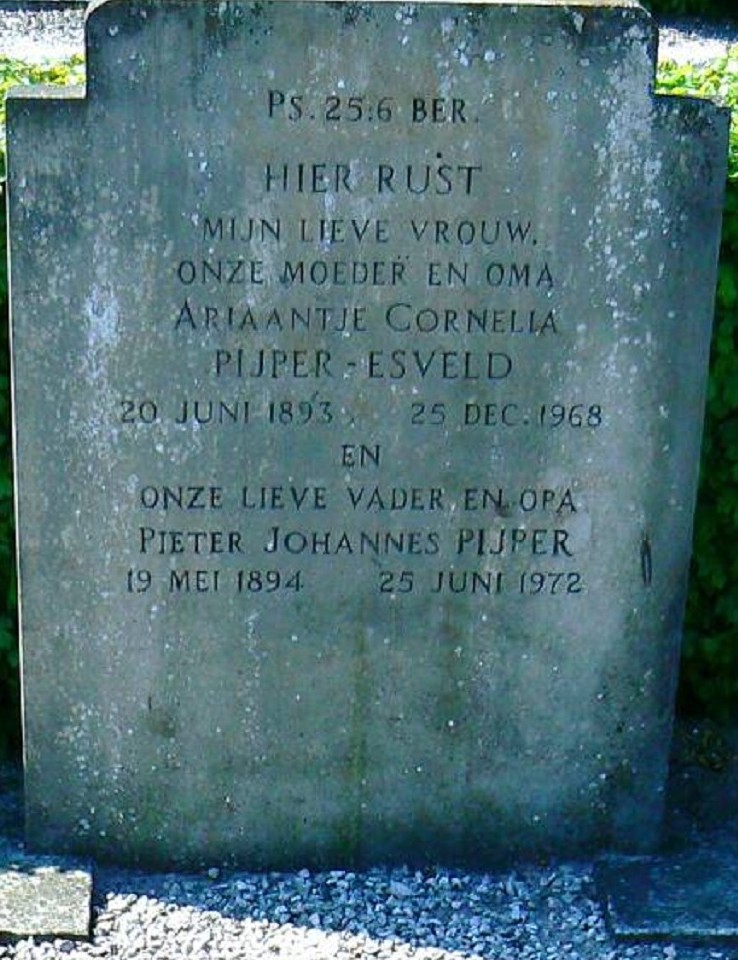 Ps. 25:6 BER.
HIER RUST
MIJN LIEVE VROUW,
ONZE MOEDER EN OMA
ARIAANTJE CORNELIA
PIJPER-ESVELD
20 JUNI 1893 25 DEC. 1968
EN
ONZE LIEVE VADER EN OPA
PIETER JOHANNES PIJPER
19 MEI 1894 25 JUNI 1972